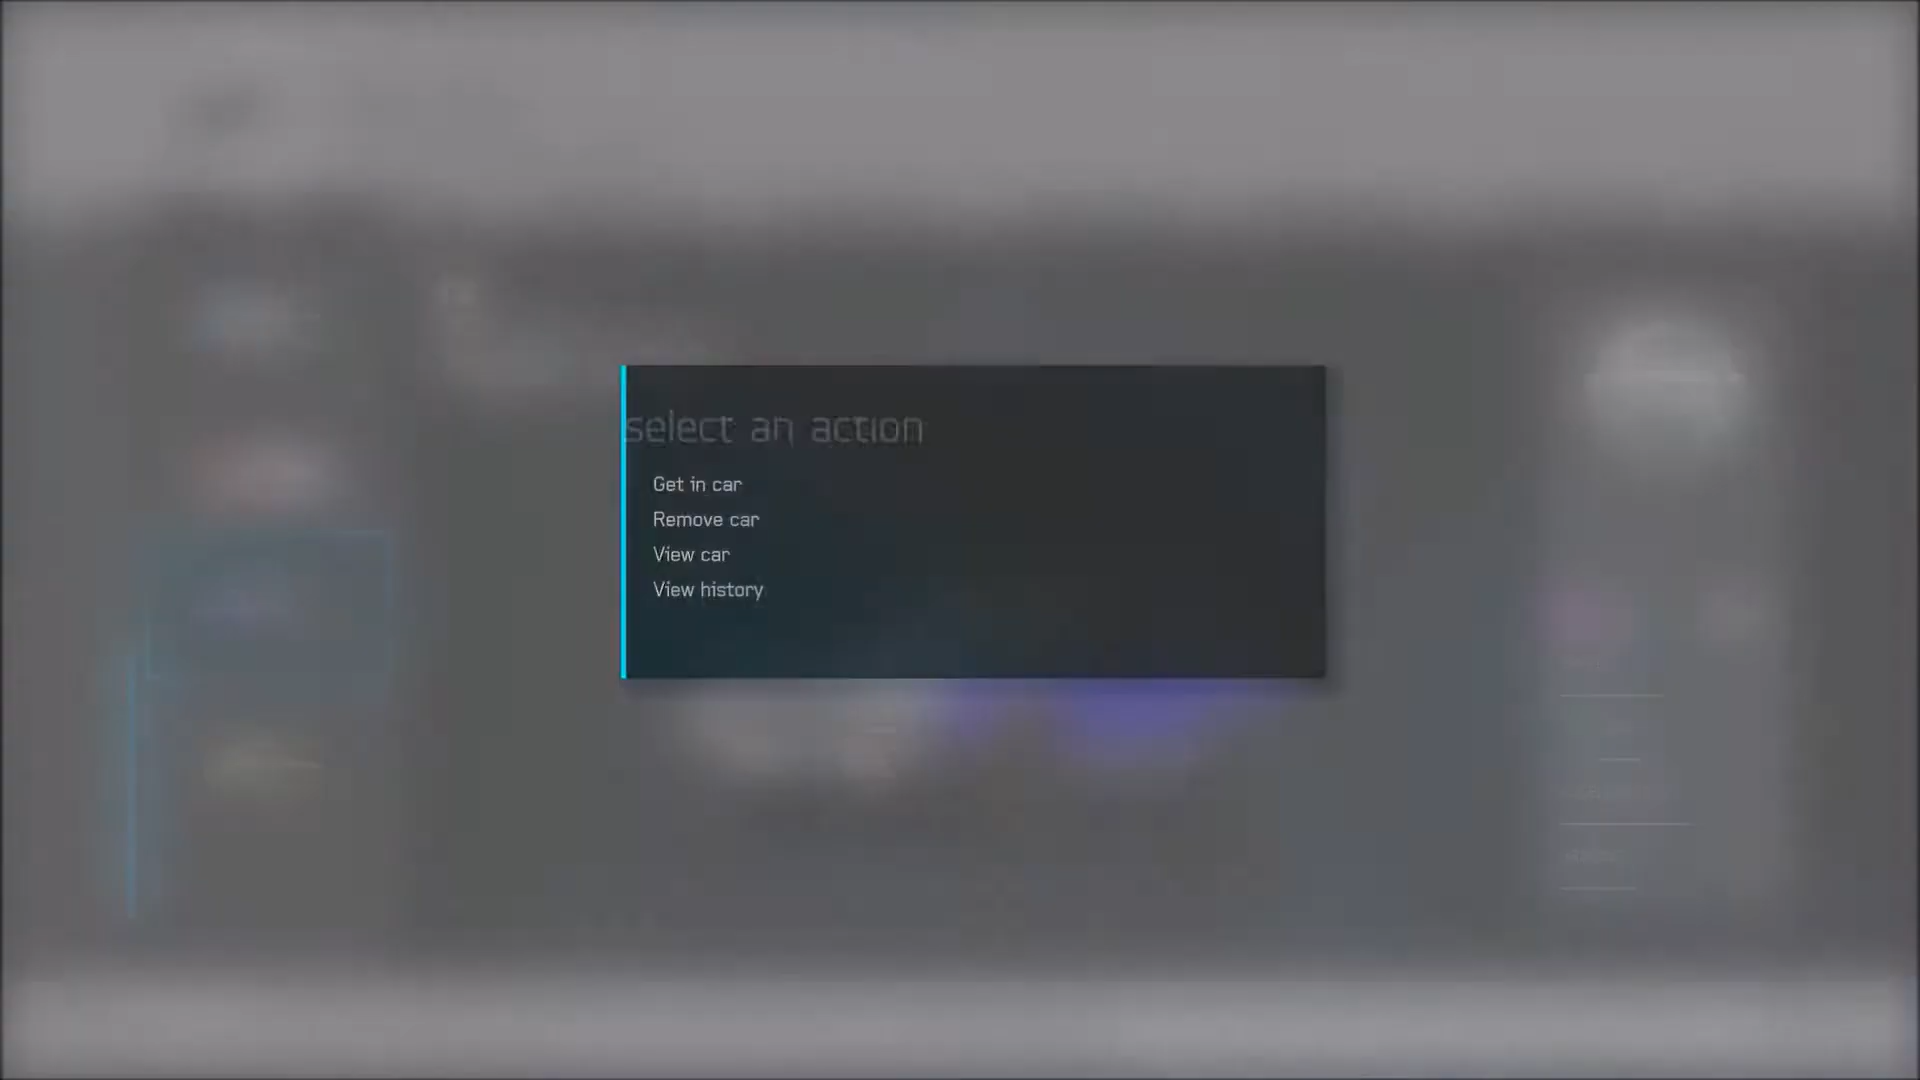 select an action
Get in car
Remove car
View car
View history